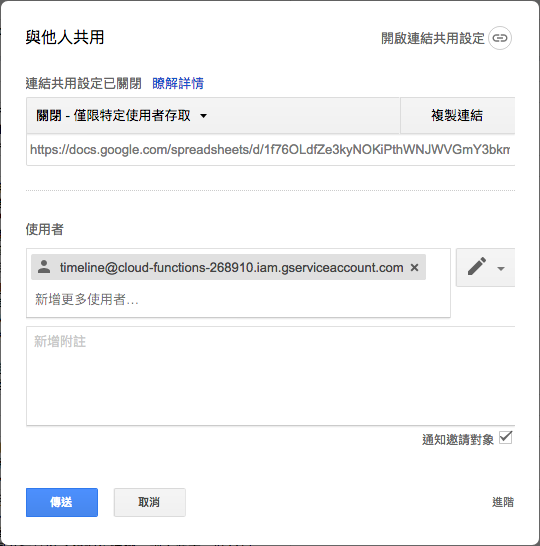 與他人共用
開啟連結共用設定
連結共用設定已關閉 瞭解詳情
關閉 - 僅限特定使用者存取
複製連結
https://docs.google.com/spreadsheets/d/1f76OLdfZe3kyNOKiPthWNJWVGmY3bkm
使用者
timeline@cloud-functions-268910.iam.gserviceaccount.com ×
新增更多使用者…
新增附註
通知邀請對象
傳送
取消
進階